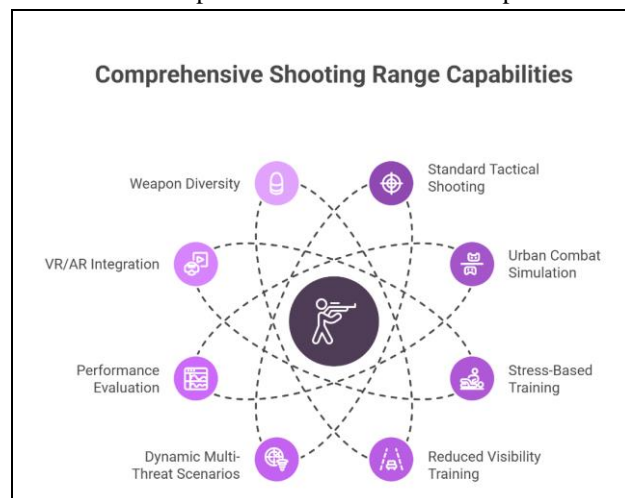 Comprehensive Shooting Range Capabilities
Weapon Diversity
Standard Tactical
Shooting
VR/AR Integration
Urban Combat
Simulation
Performance
Evaluation
Stress-Based
Training
Dynamic Multi-
Threat Scenarios
Reduced Visibility
Training